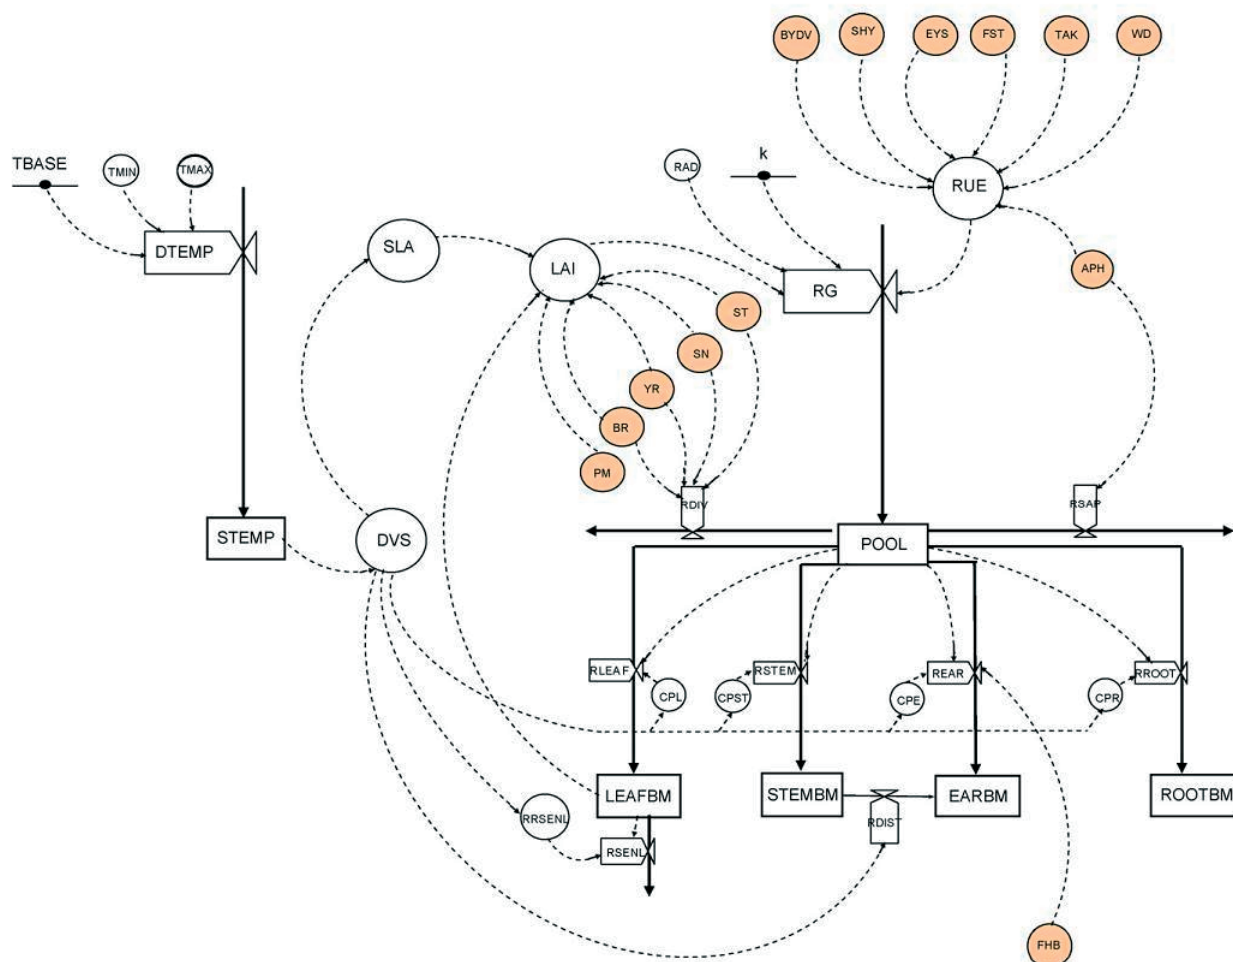 BYDV
SHY
EYS
FST
TAK
WD
TBASE
TMIN
TMAX
RAD
k
RUE
DTEMP
SLA
LAI
RG
APH
ST
SN
YR
BR
PM
RDIV
RSAP
STEMP
DVS
POOL
RLEAF
CPL
CPST
RSTEM
CPE
REAR
CPR
RROOT
LEAFBM
STEMBM
EARBM
ROOTBM
RRSENL
RDIST
RSENL
FHB